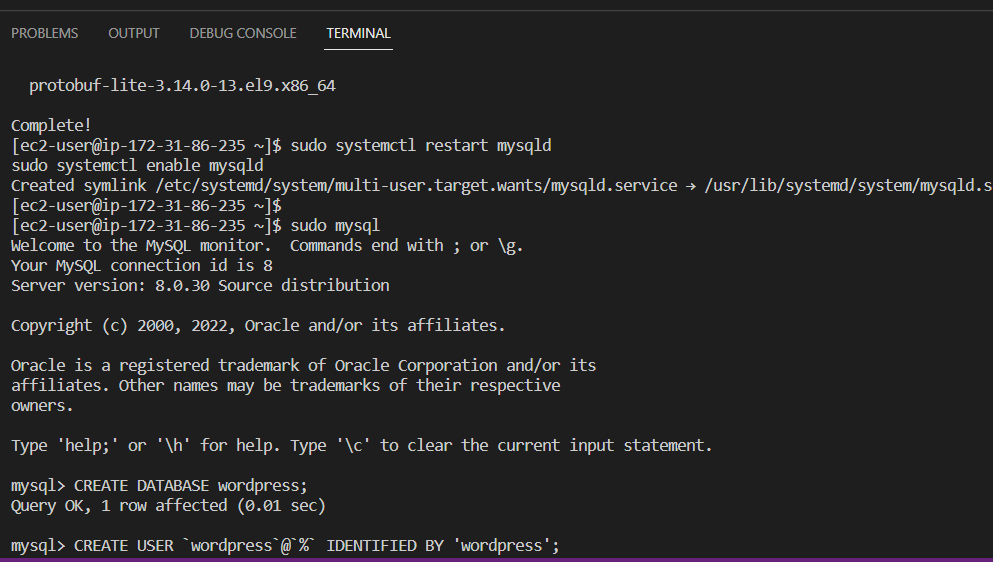 PROBLEMS OUTPUT DEBUG CONSOLE TERMINAL
protobuf-lite-3.14.0-13.el9.x86_64
Complete!
[ec2-user@ip-172-31-86-235 ~]$ sudo systemctl restart mysqld
sudo systemctl enable mysqld
Created symlink /etc/systemd/system/multi-user.target.wants/mysqld.service → /usr/lib/systemd/system/mysqld.s
[ec2-user@ip-172-31-86-235 ~]$
[ec2-user@ip-172-31-86-235 ~]$ sudo mysql
Welcome to the MySQL monitor.  Commands end with ; or \g.
Your MySQL connection id is 8
Server version: 8.0.30 Source distribution
Copyright (c) 2000, 2022, Oracle and/or its affiliates.
Oracle is a registered trademark of Oracle Corporation and/or its
affiliates. Other names may be trademarks of their respective
owners.
Type 'help;' or '\h' for help. Type '\c' to clear the current input statement.
mysql> CREATE DATABASE wordpress;
Query OK, 1 row affected (0.01 sec)
mysql> CREATE USER `wordpress`@`%` IDENTIFIED BY 'wordpress';